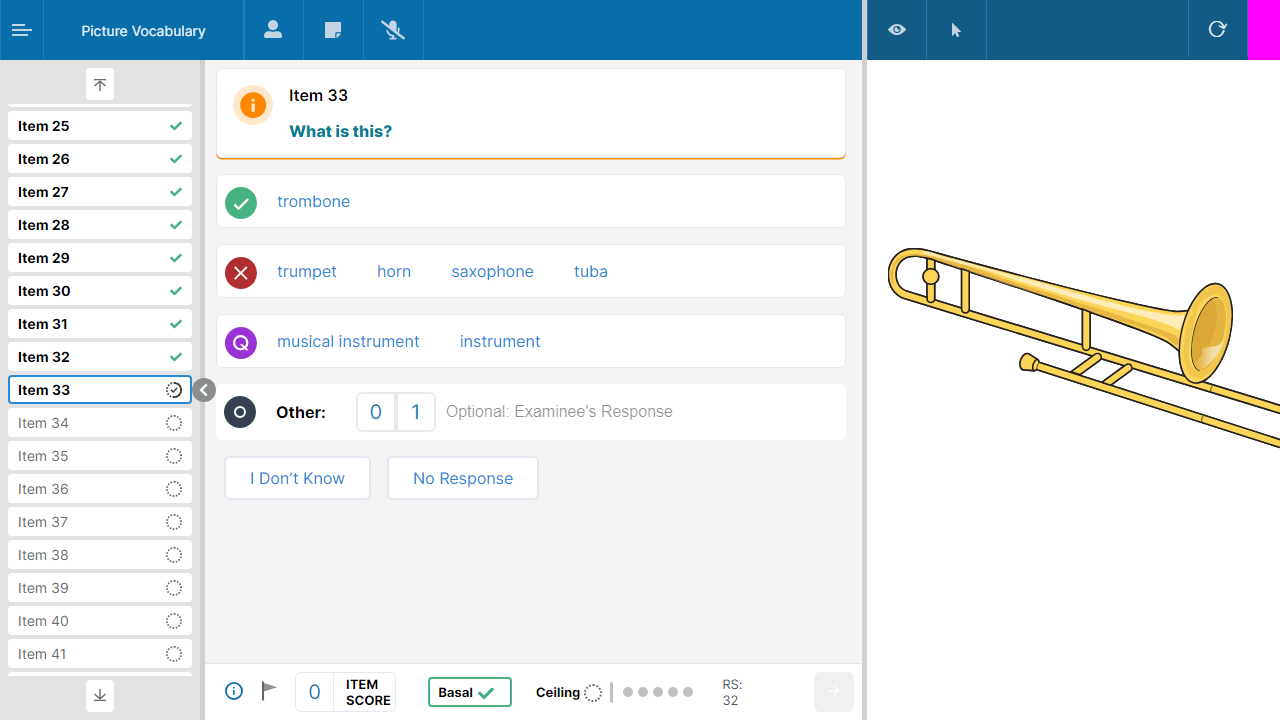 Picture Vocabulary
Item 25
Item 26
Item 27
Item 28
Item 29
Item 30
Item 31
Item 32
Item 33
Item 34
Item 35
Item 36
Item 37
Item 38
Item 39
Item 40
Item 41
Item 33
What is this?
trombone
trumpet horn saxophone tuba
Q musical instrument instrument
Other: 0 1 Optional: Examinee's Response
I Don’t Know No Response
0 ITEM SCORE
Basal
Ceiling
RS:
32